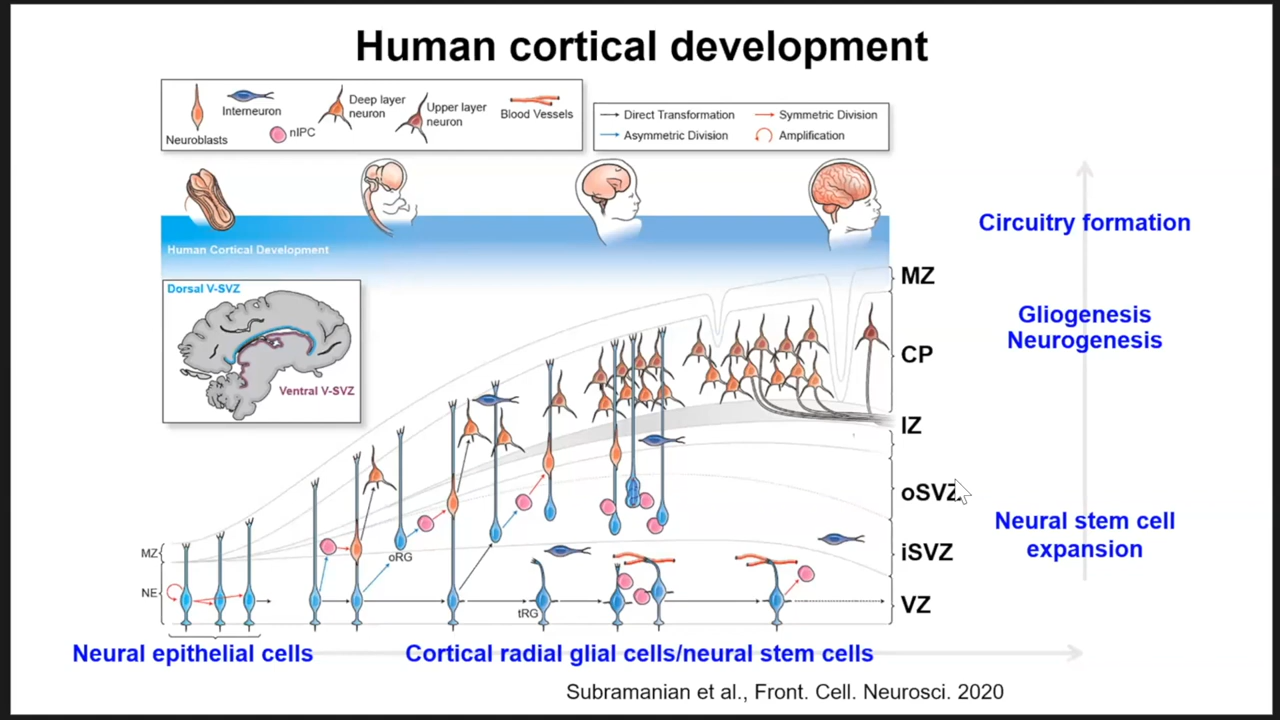 Human cortical development
Neuroblasts
Interneuron
nIPC
Deep layer
neuron
Upper layer
neuron
Blood Vessels
Direct Transformation
Symmetric Division
Asymmetric Division
Amplification
Human Cortical Development
Dorsal V-SVZ
Ventral V-SVZ
MZ
CP
IZ
oSVZ
iSVZ
VZ
Circuitry formation
Gliogenesis
Neurogenesis
Neural stem cell
expansion
MZ
NE
oRG
tRG
Neural epithelial cells
Cortical radial glial cells/neural stem cells
Subramanian et al., Front. Cell. Neurosci. 2020